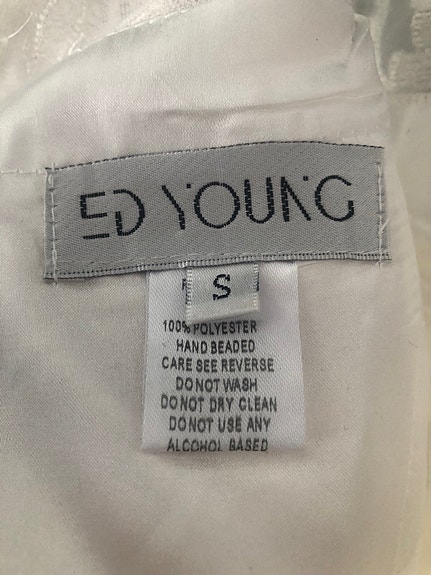 ED YOUNG
S
100% POLYESTER
HAND BEADED
CARE SEE REVERSE
DO NOT WASH
DO NOT DRY CLEAN
DO NOT USE ANY
ALCOHOL BASED